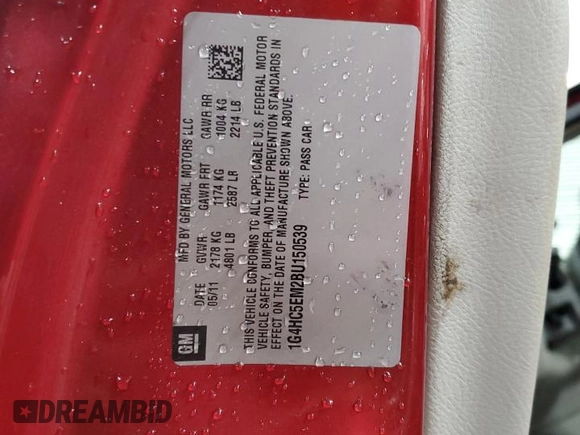 GM
MFD BY GENERAL MOTORS LLC
DATE GVWR GAWR FRT GAWR RR
05/11 2178 KG 1174 KG 1004 KG
4801 LB 2587 LB 2214 LB
THIS VEHICLE CONFORMS TO ALL APPLICABLE U.S. FEDERAL MOTOR
VEHICLE SAFETY, BUMPER, AND THEFT PREVENTION STANDARDS IN
EFFECT ON THE DATE OF MANUFACTURE SHOWN ABOVE.
1G4HC5EM2BU150539 TYPE: PASS CAR
DREAMBID